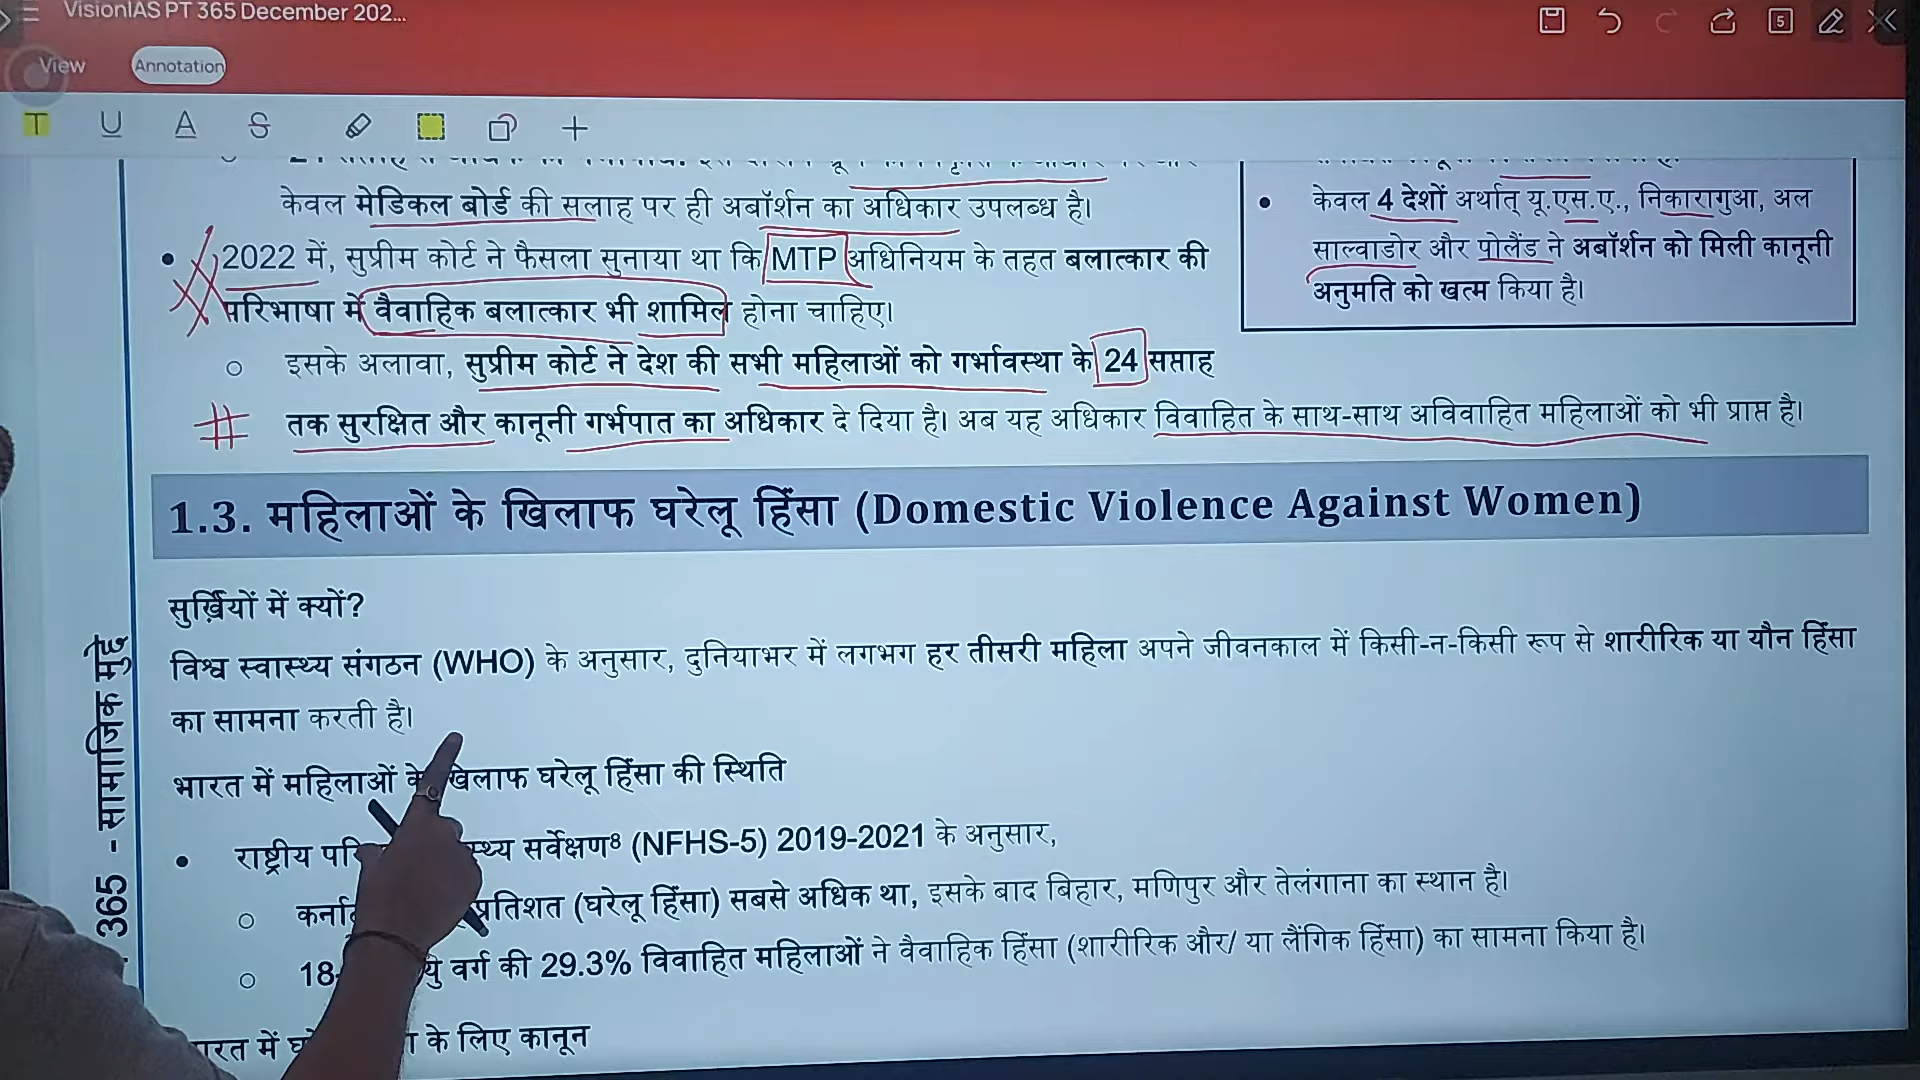 VisionIAS PT 365 December 202...
View
Annotation
T U A S
5
केवल मेडिकल बोर्ड की सलाह पर ही अबॉर्शन का अधिकार उपलब्ध है।
2022 में, सुप्रीम कोर्ट ने फैसला सुनाया था कि MTP अधिनियम के तहत बलात्कार की
परिभाषा में वैवाहिक बलात्कार भी शामिल होना चाहिए।
इसके अलावा, सुप्रीम कोर्ट ने देश की सभी महिलाओं को गर्भावस्था के 24 सप्ताह
तक सुरक्षित और कानूनी गर्भपात का अधिकार दे दिया है। अब यह अधिकार विवाहित के साथ-साथ अविवाहित महिलाओं को भी प्राप्त है।
केवल 4 देशों अर्थात् यू.एस.ए., निकारागुआ, अल
साल्वाडोर और पोलैंड ने अबॉर्शन को मिली कानूनी
अनुमति को खत्म किया है।
1.3. महिलाओं के खिलाफ घरेलू हिंसा (Domestic Violence Against Women)
सुर्ख़ियों में क्यों?
विश्व स्वास्थ्य संगठन (WHO) के अनुसार, दुनियाभर में लगभग हर तीसरी महिला अपने जीवनकाल में किसी-न-किसी रूप से शारीरिक या यौन हिंसा
का सामना करती है।
भारत में महिलाओं के खिलाफ घरेलू हिंसा की स्थिति
राष्ट्रीय सर्वेक्षण⁸ (NFHS-5) 2019-2021 के अनुसार,
प्रतिशत (घरेलू हिंसा) सबसे अधिक था, इसके बाद बिहार, मणिपुर और तेलंगाना का स्थान है।
18- वर्ग की 29.3% विवाहित महिलाओं ने वैवाहिक हिंसा (शारीरिक और/ या लैंगिक हिंसा) का सामना किया है।
में के लिए कानून
365 - सामाजिक मुद्दे